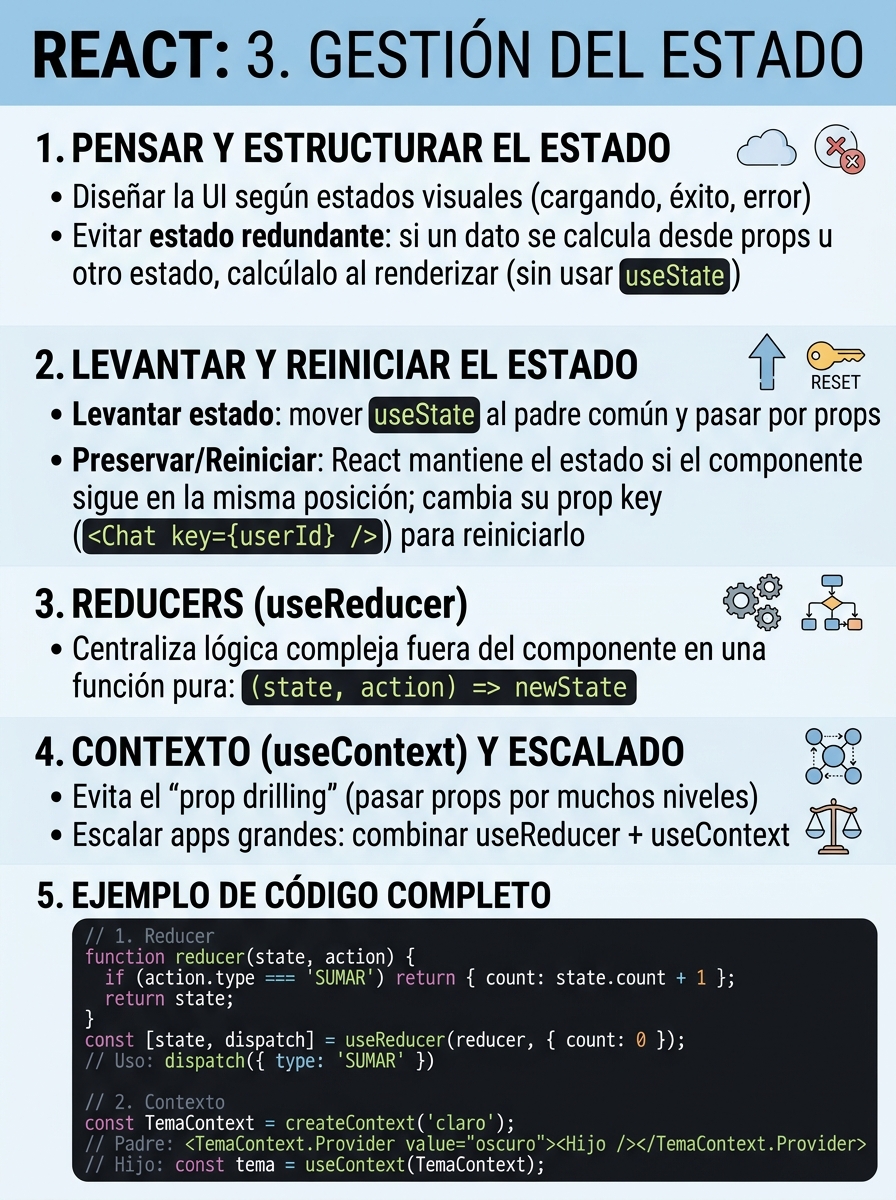 REACT: 3. GESTIÓN DEL ESTADO
1. PENSAR Y ESTRUCTURAR EL ESTADO
• Diseñar la UI según estados visuales (cargando, éxito, error)
• Evitar estado redundante: si un dato se calcula desde props u
otro estado, calcúlalo al renderizar (sin usar useState)
2. LEVANTAR Y REINICIAR EL ESTADO
RESET
• Levantar estado: mover useState al padre común y pasar por props
• Preservar/Reiniciar: React mantiene el estado si el componente
sigue en la misma posición; cambia su prop key
(<Chat key={userId} />) para reiniciarlo
3. REDUCERS (useReducer)
• Centraliza lógica compleja fuera del componente en una
función pura: (state, action) => newState
4. CONTEXTO (useContext) Y ESCALADO
• Evita el “prop drilling” (pasar props por muchos niveles)
• Escalar apps grandes: combinar useReducer + useContext
5. EJEMPLO DE CÓDIGO COMPLETO
// 1. Reducer
function reducer(state, action) {
  if (action.type === 'SUMAR') return { count: state.count + 1 };
  return state;
}
const [state, dispatch] = useReducer(reducer, { count: 0 });
// Uso: dispatch({ type: 'SUMAR' })
// 2. Contexto
const TemaContext = createContext('claro');
// Padre: <TemaContext.Provider value="oscuro"><Hijo /></TemaContext.Provider>
// Hijo: const tema = useContext(TemaContext);